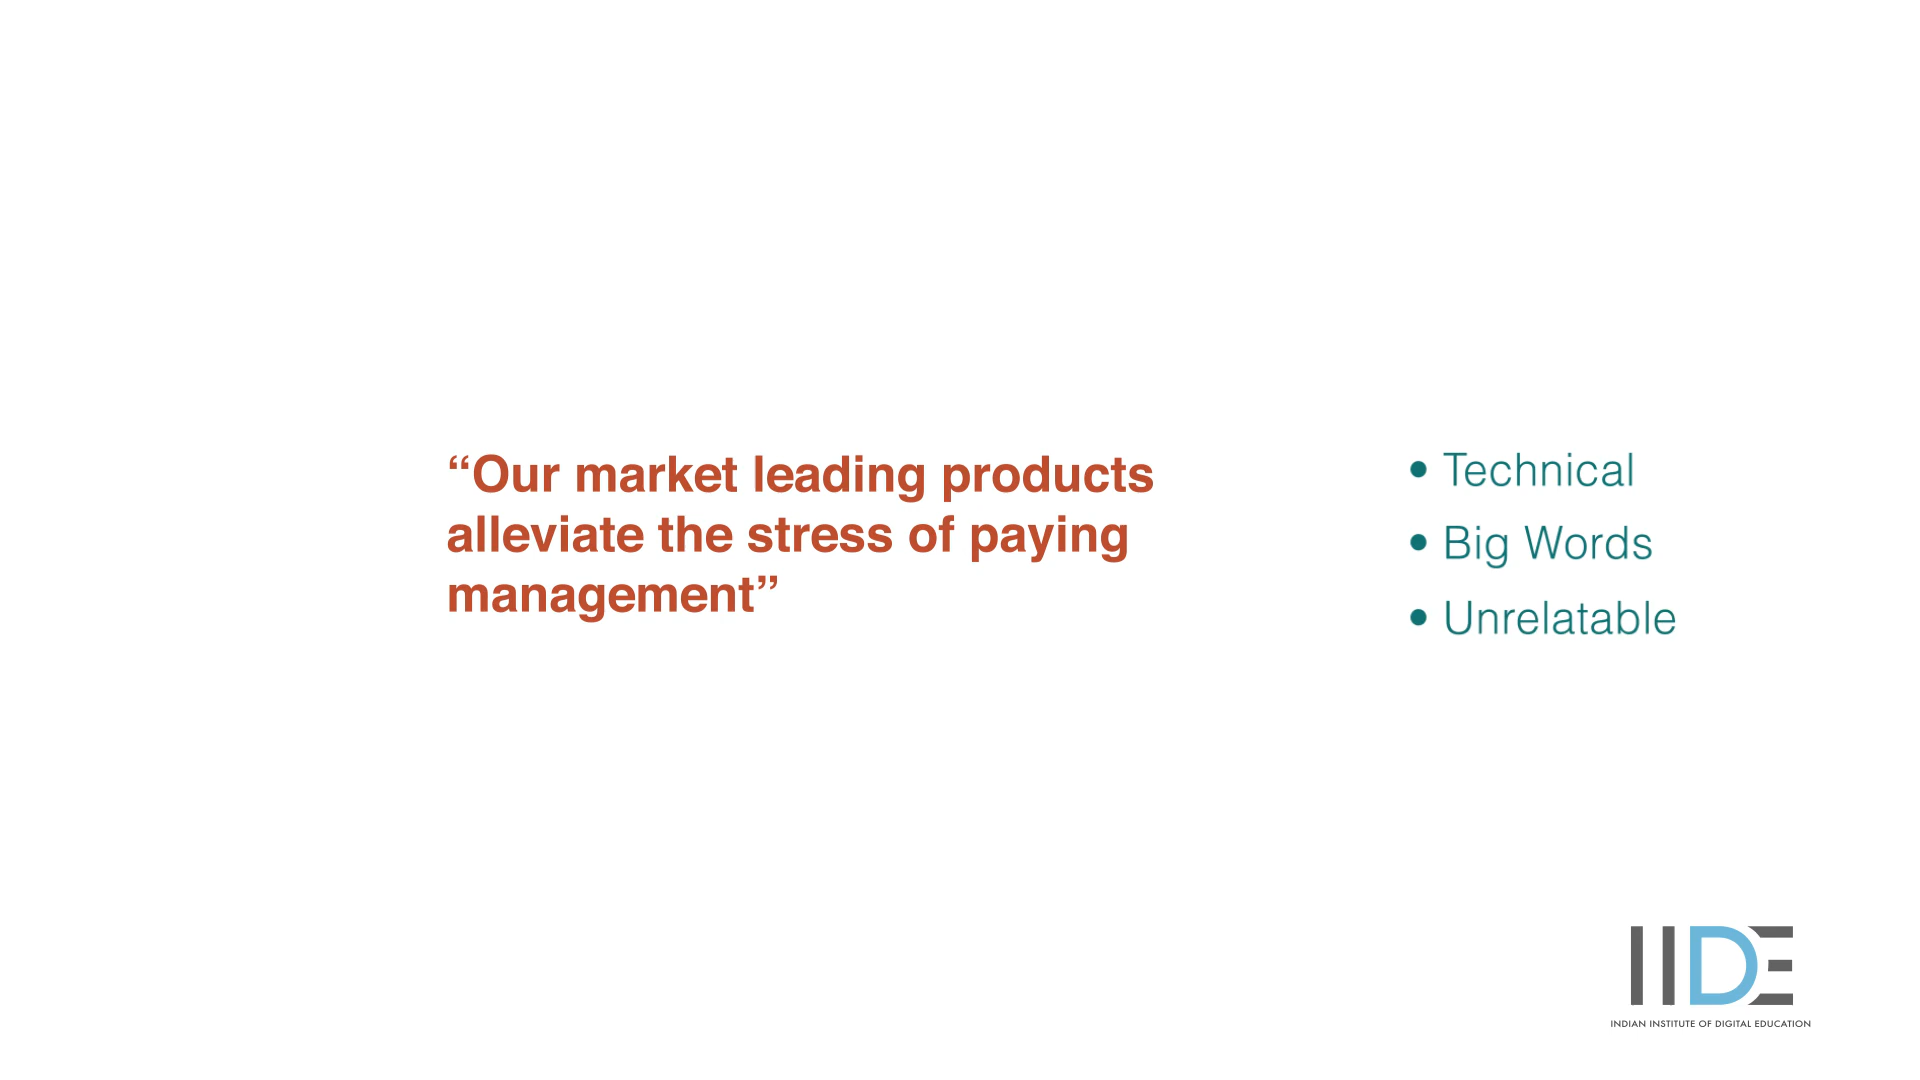 “Our market leading products
alleviate the stress of paying
management”
• Technical
• Big Words
• Unrelatable
IIDE
INDIAN INSTITUTE OF DIGITAL EDUCATION